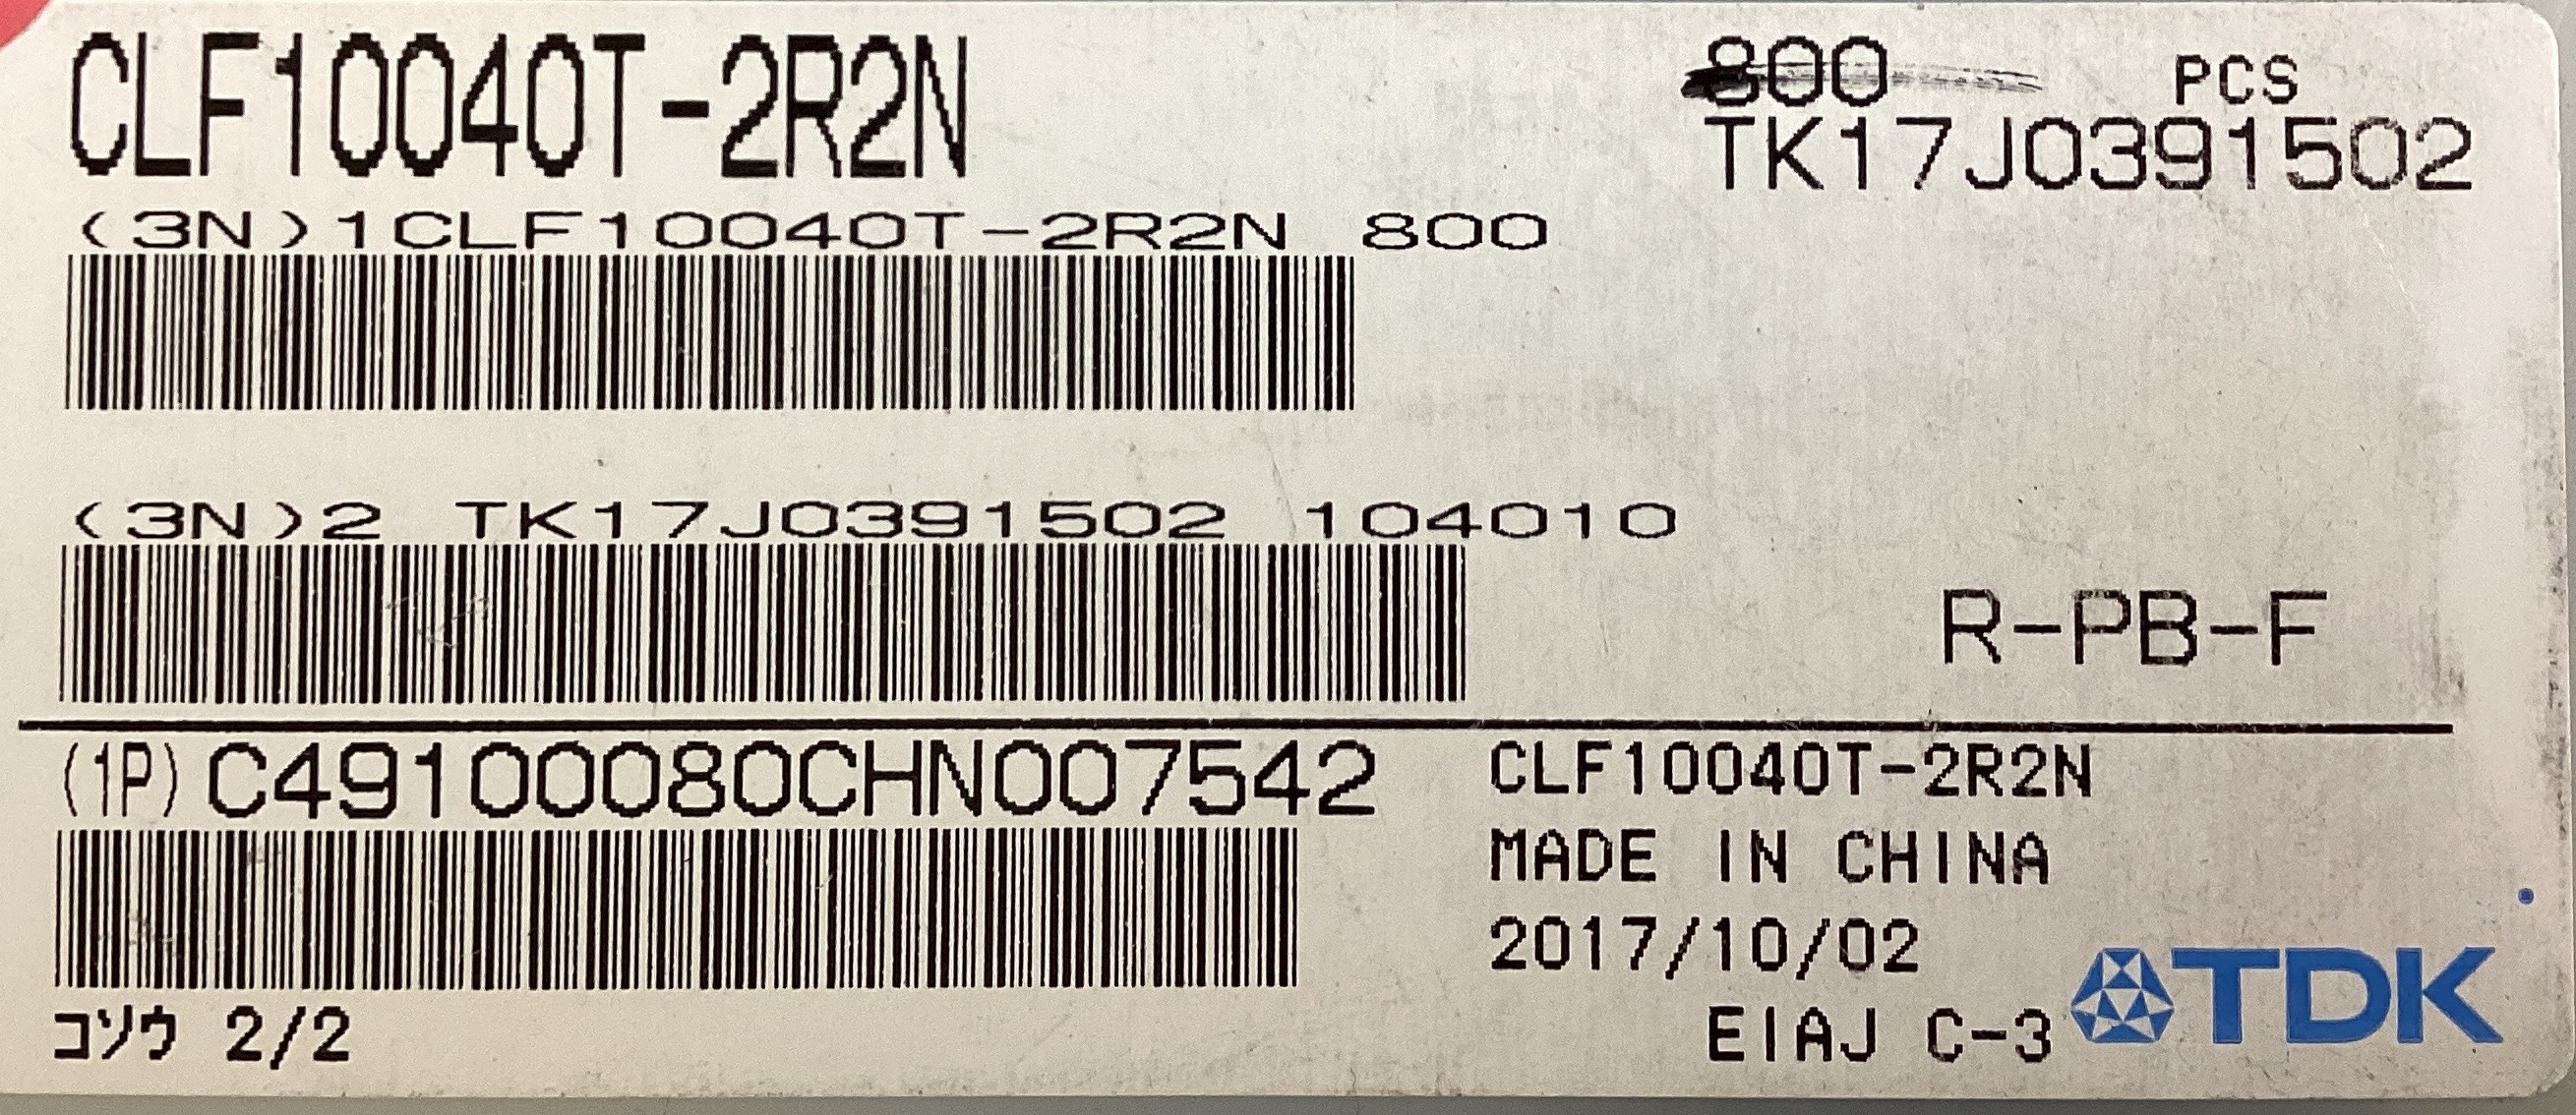 CLF10040T-2R2N
800 PCS
TK17J0391502
(3N)1CLF10040T-2R2N 800
(3N)2 TK17J0391502 104010
R-PB-F
(1P) C49100080CHN007542
CLF10040T-2R2N
MADE IN CHINA
2017/10/02
EIAJ C-3
TDK
コソウ 2/2